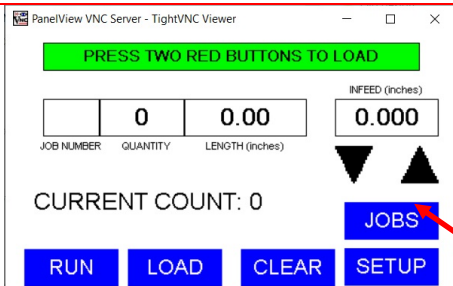 PanelView VNC Server - TightVNC Viewer
PRESS TWO RED BUTTONS TO LOAD
INFEED (inches)
0 0.00 0.000
JOB NUMBER QUANTITY LENGTH (inches)
CURRENT COUNT: 0
JOBS
RUN LOAD CLEAR SETUP